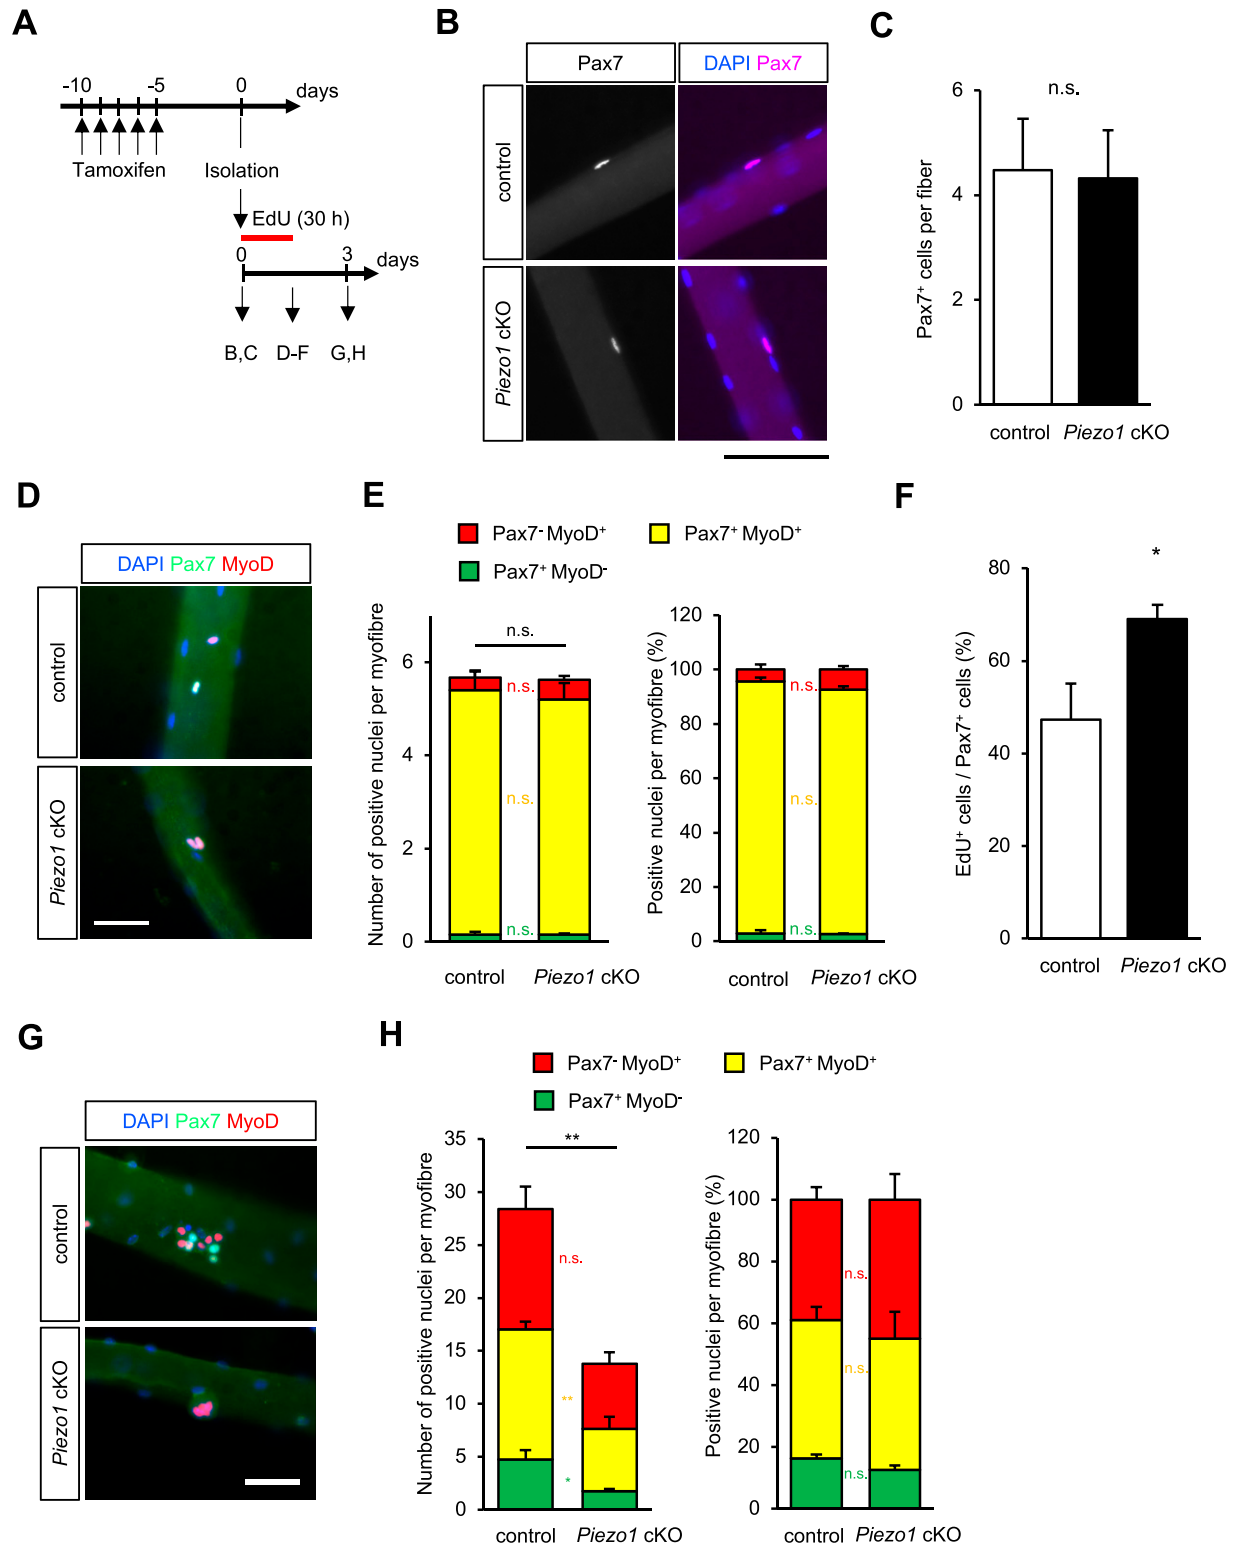 A
-10
-5
0
days
Tamoxifen
Isolation
EdU (30 h)
0
3
days
B,C
D-F
G,H
B
Pax7
DAPI Pax7
control
Piezo1 cKO
C
n.s.
Pax7⁺ cells per fiber
6
4
2
0
control
Piezo1 cKO
D
DAPI Pax7 MyoD
control
Piezo1 cKO
E
Pax7⁻ MyoD⁺
Pax7⁺ MyoD⁺
Pax7⁺ MyoD⁻
Number of positive nuclei per myofibre
6
4
2
0
n.s.
n.s.
n.s.
n.s.
control
Piezo1 cKO
Positive nuclei per myofibre (%)
120
100
80
60
40
20
0
n.s.
n.s.
n.s.
control
Piezo1 cKO
F
EdU⁺ cells / Pax7⁺ cells (%)
80
60
40
20
0
*
control
Piezo1 cKO
G
DAPI Pax7 MyoD
control
Piezo1 cKO
H
Pax7⁻ MyoD⁺
Pax7⁺ MyoD⁺
Pax7⁺ MyoD⁻
Number of positive nuclei per myofibre
35
30
25
20
15
10
5
0
**
n.s.
**
*
control
Piezo1 cKO
Positive nuclei per myofibre (%)
120
100
80
60
40
20
0
n.s.
n.s.
n.s.
control
Piezo1 cKO